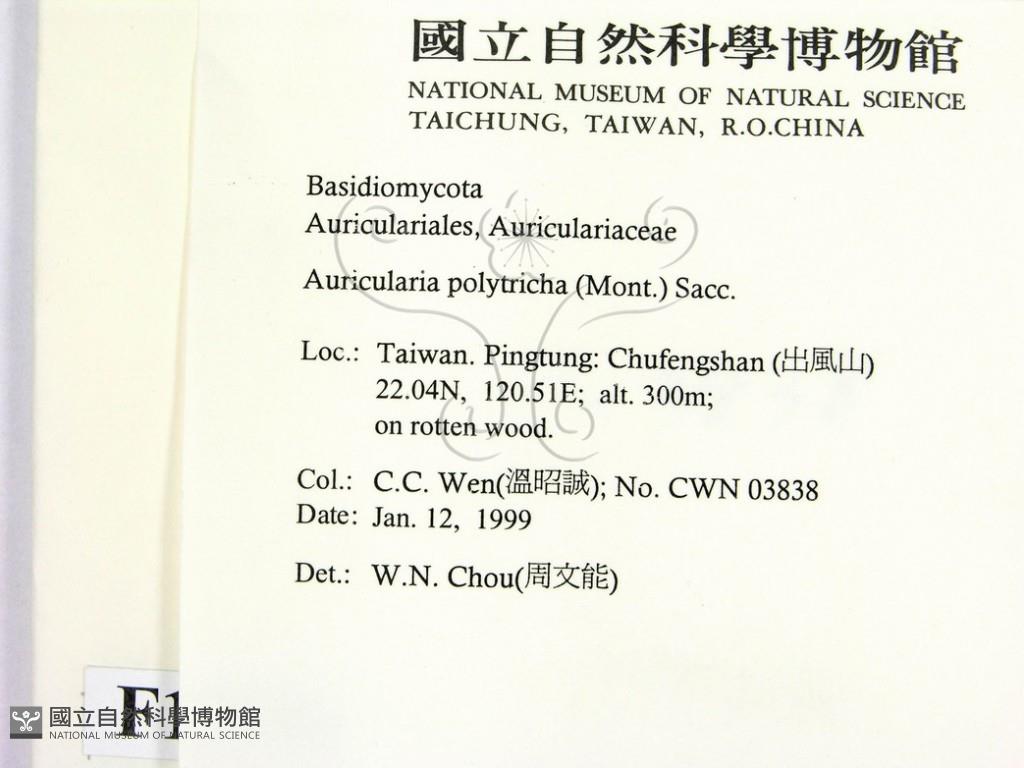 國立自然科學博物館
NATIONAL MUSEUM OF NATURAL SCIENCE
TAICHUNG, TAIWAN, R.O.CHINA
Basidiomycota
Auriculariales, Auriculariaceae
Auricularia polytricha (Mont.) Sacc.
Loc.: Taiwan. Pingtung: Chufengshan (出風山)
22.04N, 120.51E; alt. 300m;
on rotten wood.
Col.: C.C. Wen(溫昭誠); No. CWN 03838
Date: Jan. 12, 1999
Det.: W.N. Chou(周文能)
F1
國立自然科學博物館
NATIONAL MUSEUM OF NATURAL SCIENCE